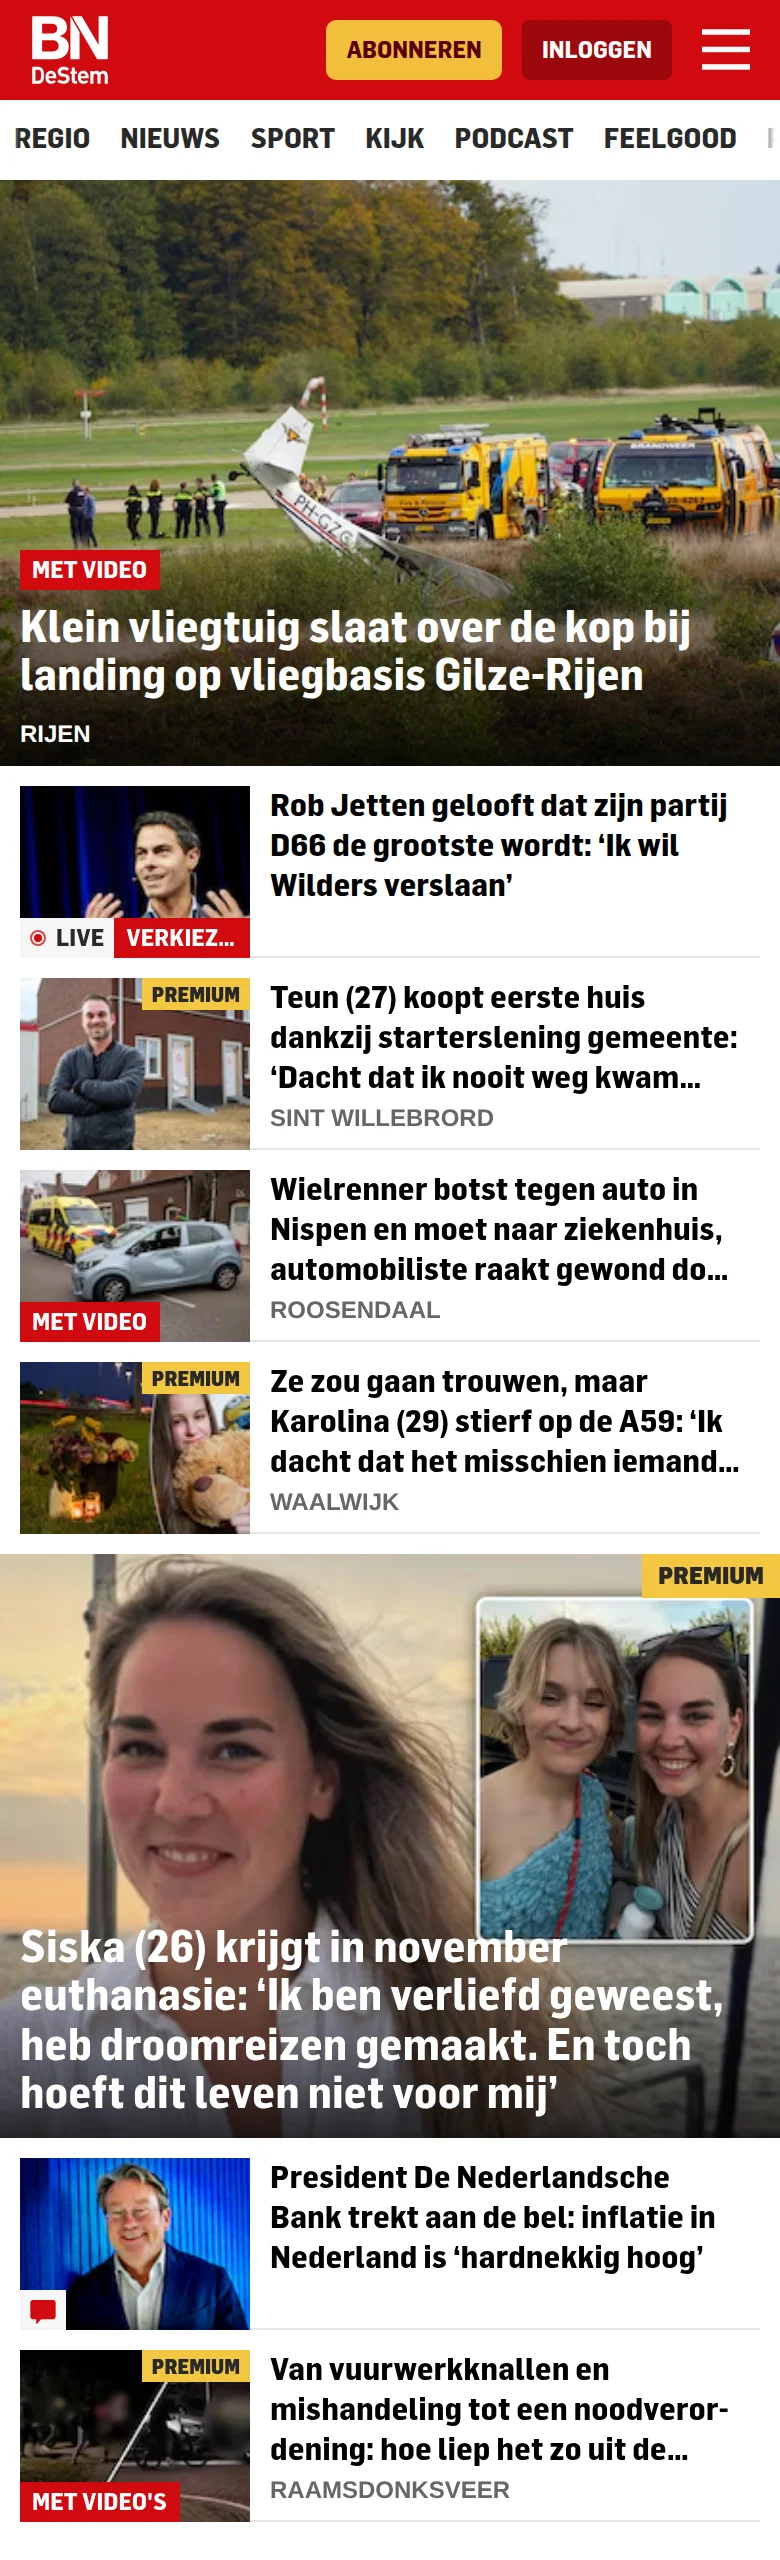 BN
DeStem
ABONNEREN
INLOGGEN
REGIO NIEUWS SPORT KIJK PODCAST FEELGOOD
BRANDWEER
PH-GZG
MET VIDEO
Klein vliegtuig slaat over de kop bij
landing op vliegbasis Gilze-Rijen
RIJEN
Rob Jetten gelooft dat zijn partij
D66 de grootste wordt: ‘Ik wil
Wilders verslaan’
LIVE VERKIEZ...
PREMIUM
Teun (27) koopt eerste huis
dankzij starterslening gemeente:
‘Dacht dat ik nooit weg kwam...
SINT WILLEBRORD
Wielrenner botst tegen auto in
Nispen en moet naar ziekenhuis,
automobiliste raakt gewond do...
MET VIDEO
ROOSENDAAL
PREMIUM
Ze zou gaan trouwen, maar
Karolina (29) stierf op de A59: ‘Ik
dacht dat het misschien iemand...
WAALWIJK
PREMIUM
Siska (26) krijgt in november
euthanasie: ‘Ik ben verliefd geweest,
heb droomreizen gemaakt. En toch
hoeft dit leven niet voor mij’
President De Nederlandsche
Bank trekt aan de bel: inflatie in
Nederland is ‘hardnekkig hoog’
PREMIUM
Van vuurwerkknallen en
mishandeling tot een noodveror-
dening: hoe liep het zo uit de...
MET VIDEO'S
RAAMSDONKSVEER